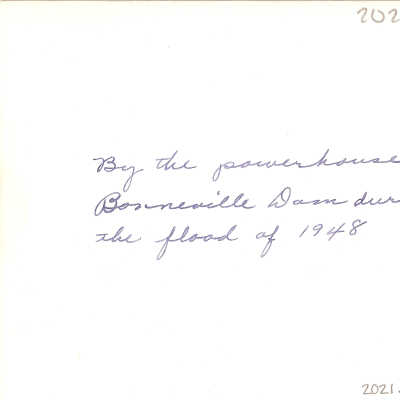 202
By the powerhouse
Bonneville Dam dur
the flood of 1948
2021.